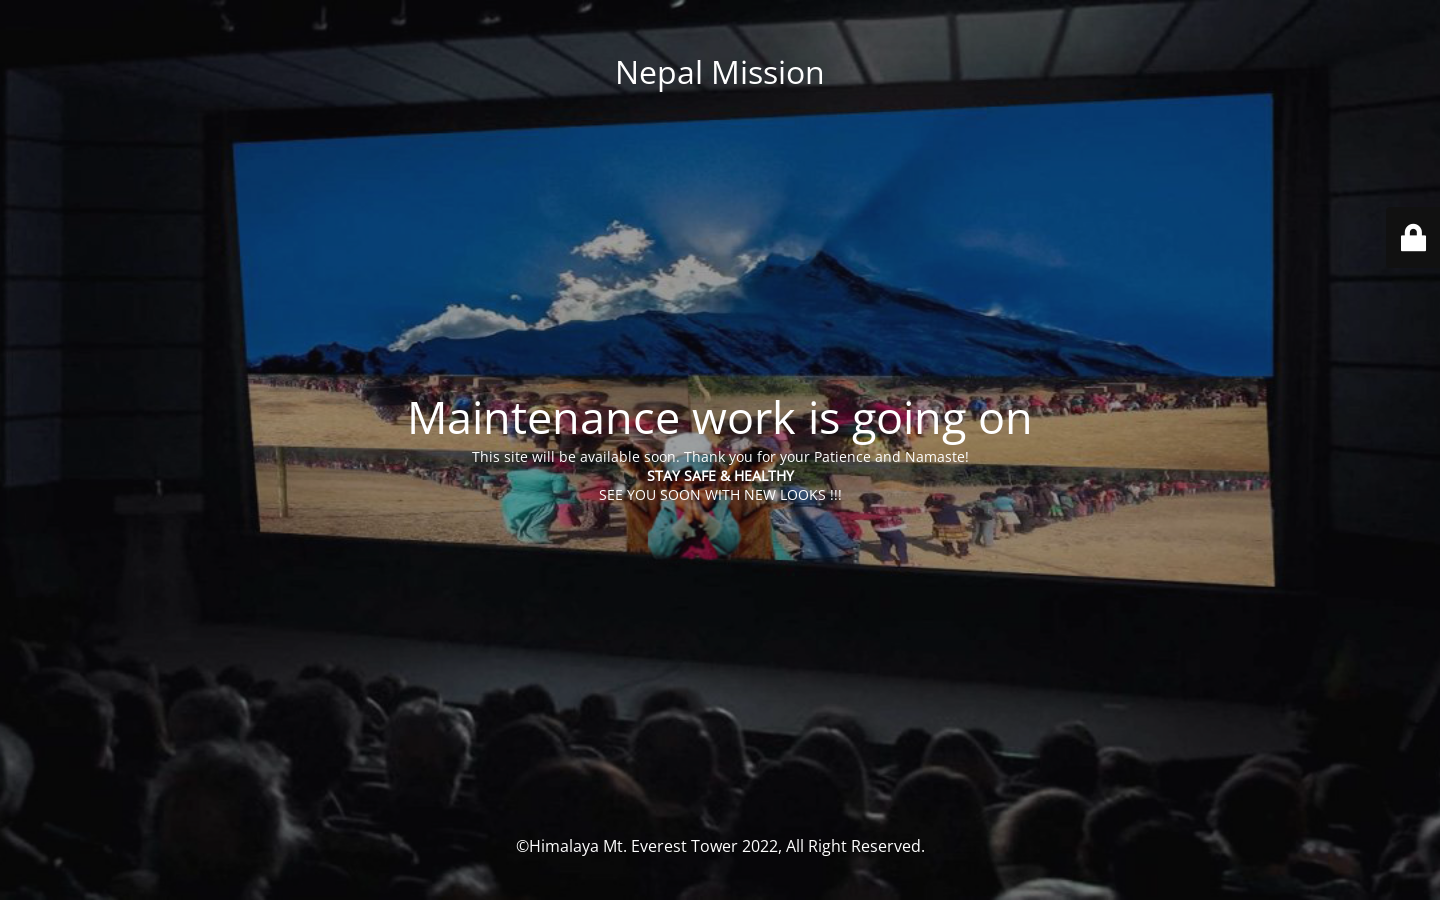 Nepal Mission
Maintenance work is going on
This site will be available soon. Thank you for your Patience and Namaste!
STAY SAFE & HEALTHY
SEE YOU SOON WITH NEW LOOKS !!!
©Himalaya Mt. Everest Tower 2022, All Right Reserved.